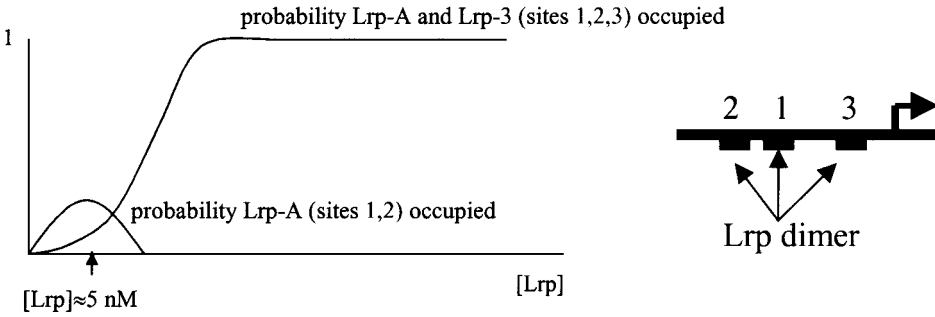 probability Lrp-A and Lrp-3 (sites 1,2,3) occupied
1
probability Lrp-A (sites 1,2) occupied
[Lrp]≈5 nM
[Lrp]
2 1 3
Lrp dimer